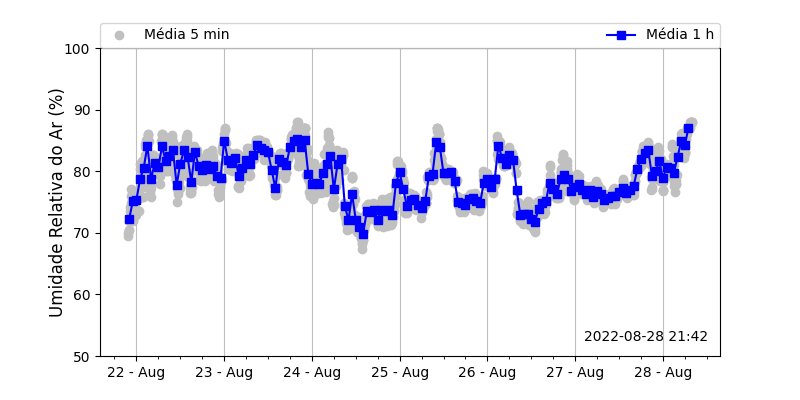 Média 5 min
Média 1 h
Umidade Relativa do Ar (%)
100
90
80
70
60
50
2022-08-28 21:42
22 - Aug
23 - Aug
24 - Aug
25 - Aug
26 - Aug
27 - Aug
28 - Aug